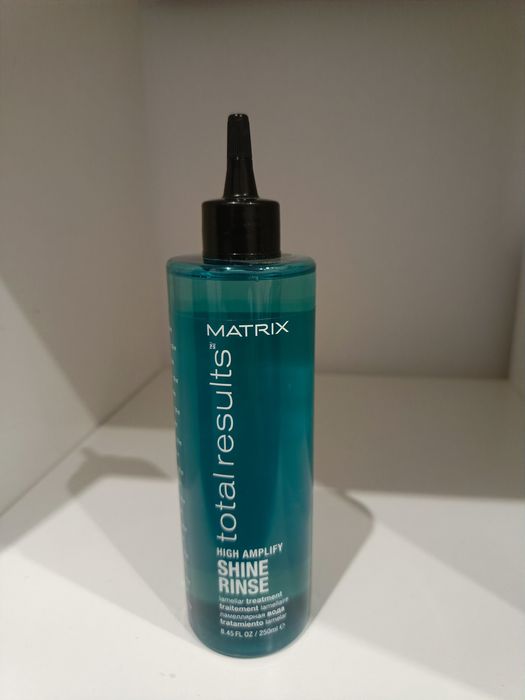 MATRIX
total results
HIGH AMPLIFY
SHINE
RINSE
lamellar treatment
traitement lamellaire
ламеллярная вода
tratamiento lamelar
8.45 FL OZ / 250ml e